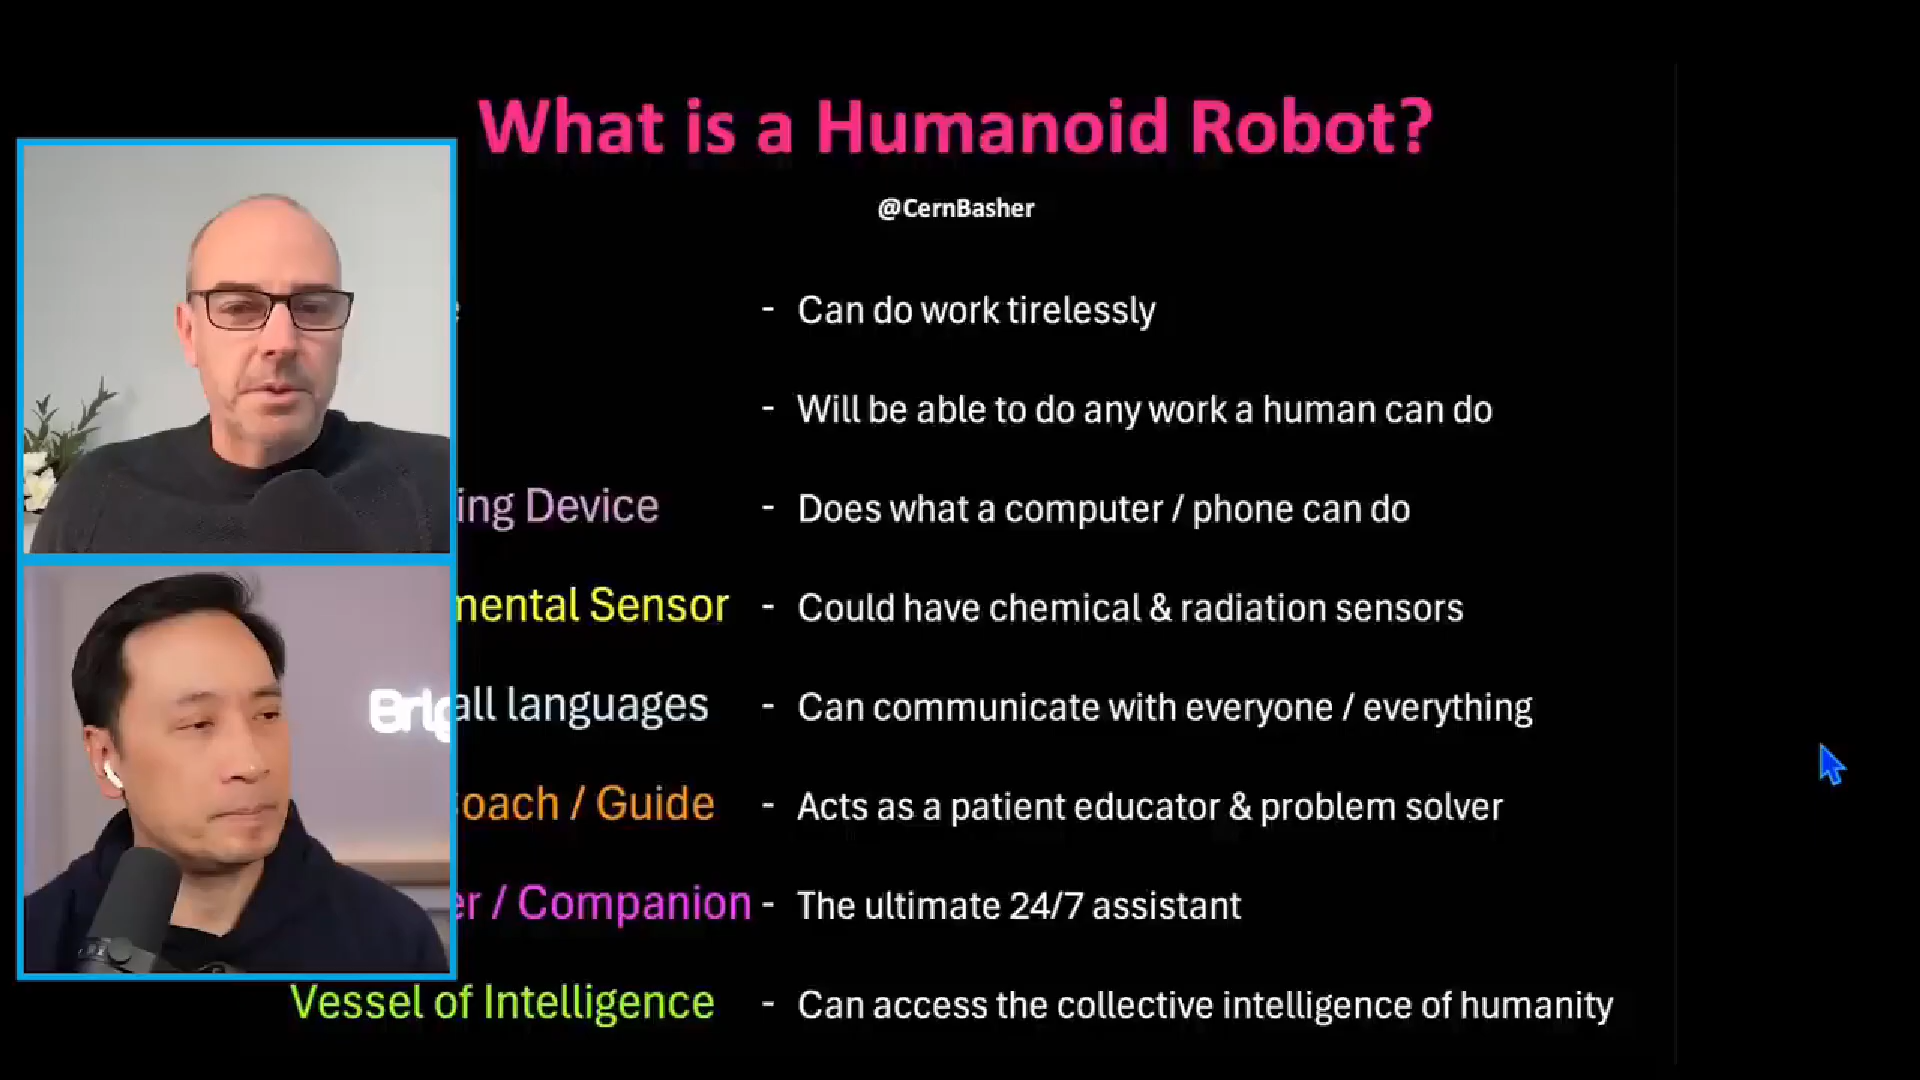 What is a Humanoid Robot?
@CernBasher
- Can do work tirelessly
- Will be able to do any work a human can do
ing Device - Does what a computer / phone can do
mental Sensor - Could have chemical & radiation sensors
all languages - Can communicate with everyone / everything
oach / Guide - Acts as a patient educator & problem solver
er / Companion - The ultimate 24/7 assistant
Vessel of Intelligence - Can access the collective intelligence of humanity